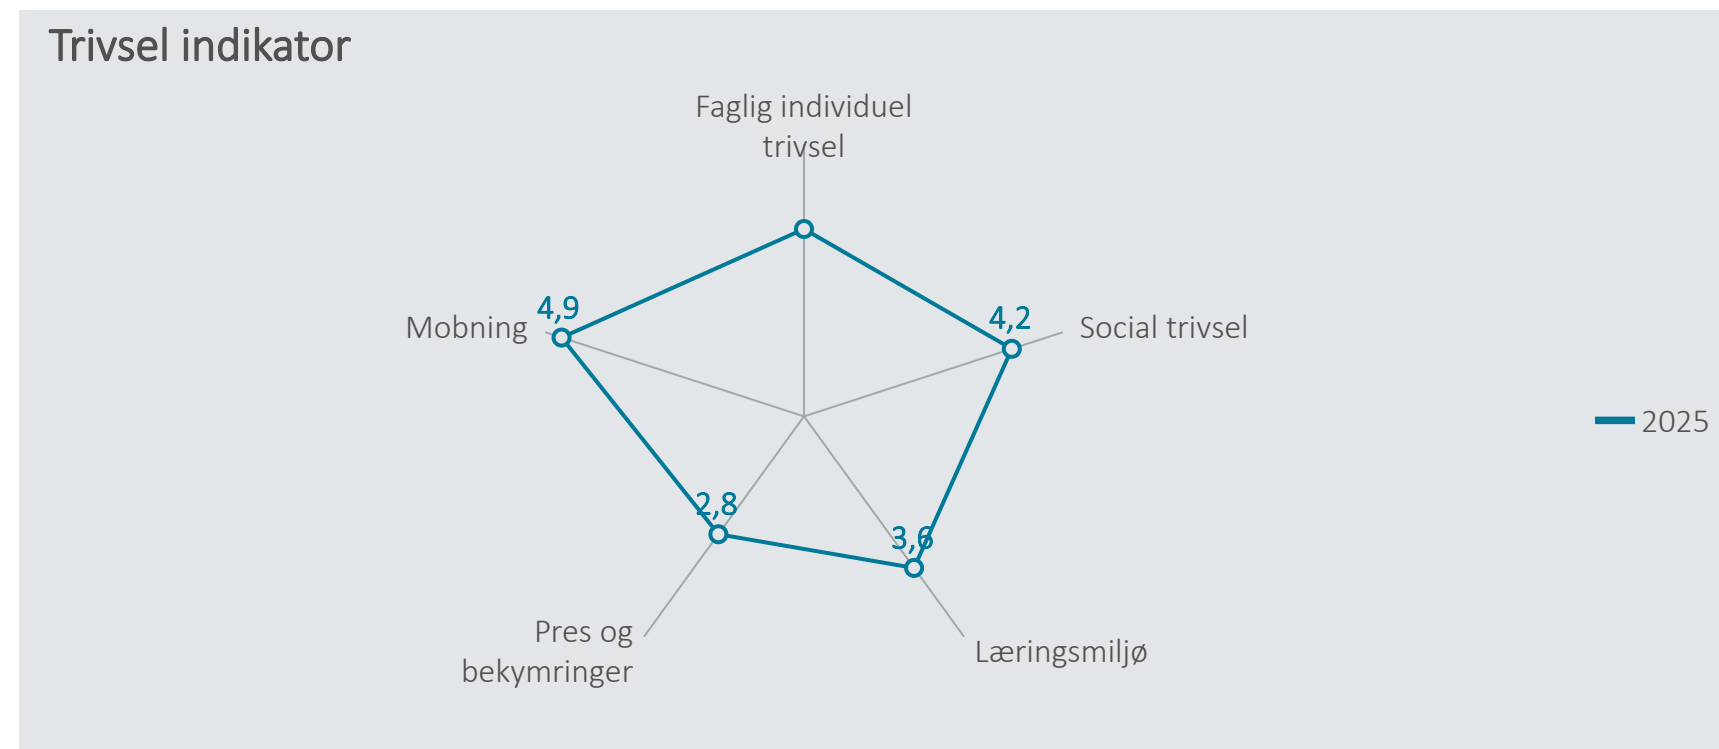 Trivsel indikator
Faglig individuel
trivsel
4,9
4,2
Mobning
Social trivsel
2025
2,8
3,6
Pres og
bekymringer
Læringsmiljø